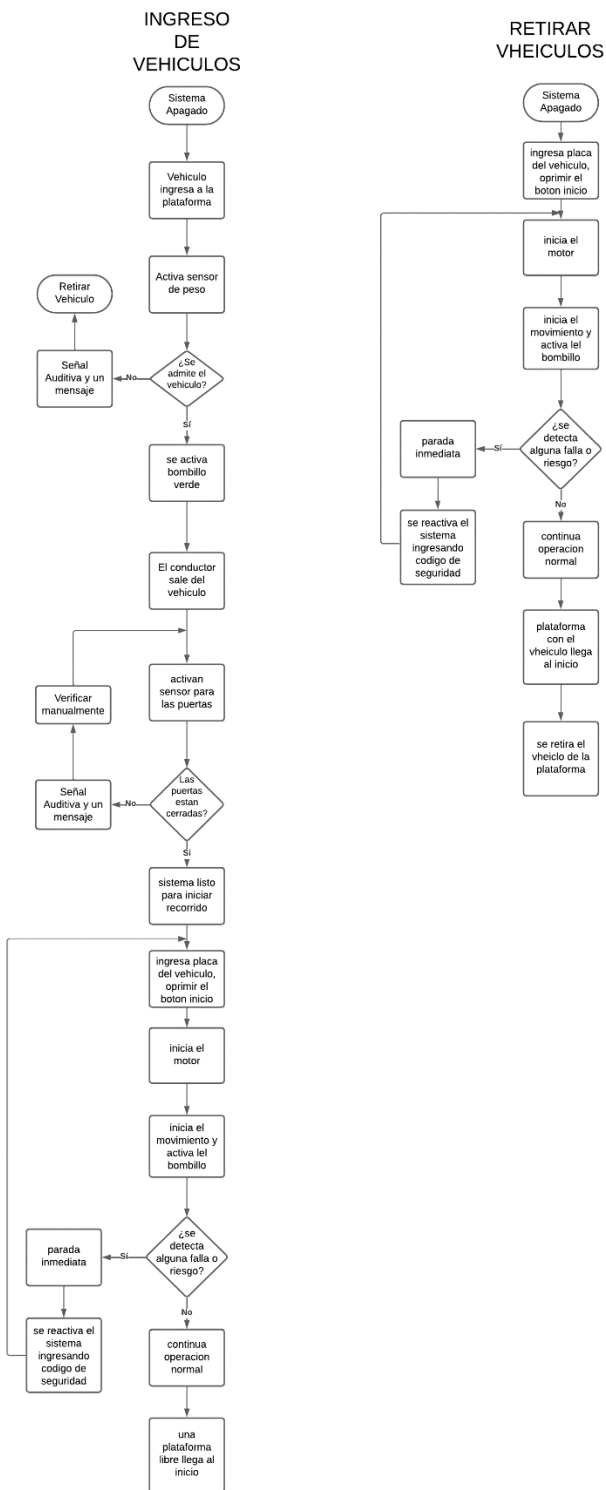 INGRESO
DE
VEHICULOS
Sistema
Apagado
Vehiculo
ingresa a la
plataforma
Activa sensor
de peso
¿Se
admite el
vehiculo?
No
Señal
Auditiva y un
mensaje
Retirar
Vehiculo
Sí
se activa
bombillo
verde
El conductor
sale del
vehiculo
activan
sensor para
las puertas
Las
puertas
estan
cerradas?
No
Señal
Auditiva y un
mensaje
Verificar
manualmente
Sí
sistema listo
para iniciar
recorrido
ingresa placa
del vehiculo,
oprimir el
boton inicio
inicia el
motor
inicia el
movimiento y
activa lel
bombillo
¿se
detecta
alguna falla o
riesgo?
Sí
parada
inmediata
se reactiva el
sistema
ingresando
codigo de
seguridad
No
continua
operacion
normal
una
plataforma
libre llega al
inicio
RETIRAR
VHEICULOS
Sistema
Apagado
ingresa placa
del vehiculo,
oprimir el
boton inicio
inicia el
motor
inicia el
movimiento y
activa lel
bombillo
¿se
detecta
alguna falla o
riesgo?
Sí
parada
inmediata
se reactiva el
sistema
ingresando
codigo de
seguridad
No
continua
operacion
normal
plataforma
con el
vheiculo llega
al inicio
se retira el
vheiclo de la
plataforma